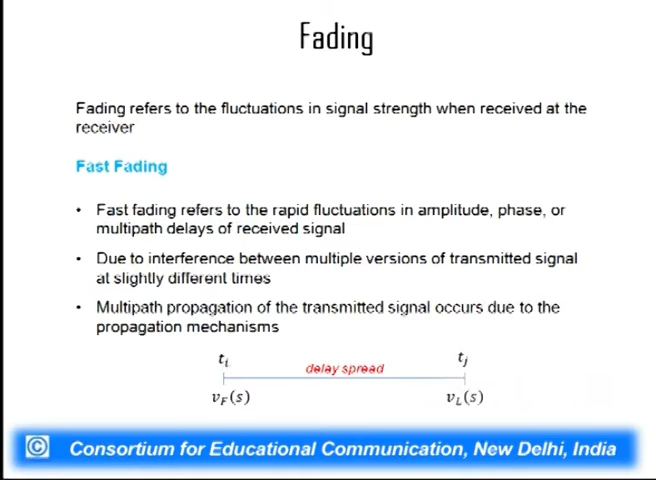 Fading
Fading refers to the fluctuations in signal strength when received at the
receiver
Fast Fading
• Fast fading refers to the rapid fluctuations in amplitude, phase, or
multipath delays of received signal
• Due to interference between multiple versions of transmitted signal
at slightly different times
• Multipath propagation of the transmitted signal occurs due to the
propagation mechanisms
tᵢ delay spread tⱼ
v_F(s) v_L(s)
© Consortium for Educational Communication, New Delhi, India